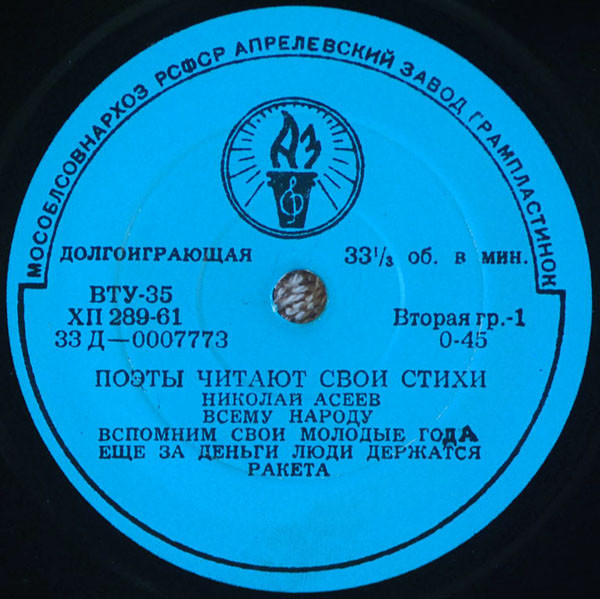 МОСОБЛСОВНАРХОЗ РСФСР АПРЕЛЕВСКИЙ ЗАВОД ГРАМПЛАСТИНОК
АЗ
ДОЛГОИГРАЮЩАЯ 33⅓ об. в мин.
ВТУ-35
ХП 289-61 Вторая гр.-1
33 Д—0007773 0-45
ПОЭТЫ ЧИТАЮТ СВОИ СТИХИ
НИКОЛАЙ АСЕЕВ
ВСЕМУ НАРОДУ
ВСПОМНИМ СВОИ МОЛОДЫЕ ГОДА
ЕЩЕ ЗА ДЕНЬГИ ЛЮДИ ДЕРЖАТСЯ
РАКЕТА